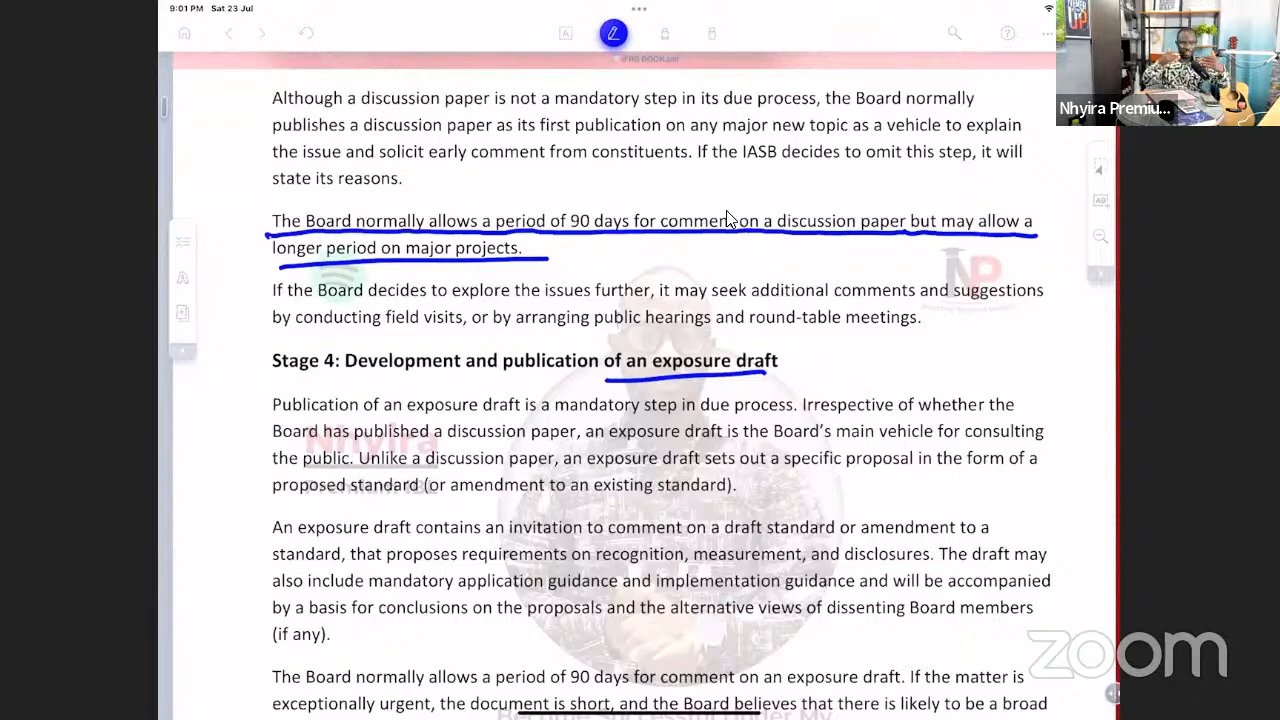 9:01 PM Sat 23 Jul
IFRS BOOK.pdf
Nhyira Premiu...
Although a discussion paper is not a mandatory step in its due process, the Board normally
publishes a discussion paper as its first publication on any major new topic as a vehicle to explain
the issue and solicit early comment from constituents. If the IASB decides to omit this step, it will
state its reasons.
The Board normally allows a period of 90 days for comment on a discussion paper but may allow a
longer period on major projects.
NP
If the Board decides to explore the issues further, it may seek additional comments and suggestions
by conducting field visits, or by arranging public hearings and round-table meetings.
Stage 4: Development and publication of an exposure draft
Publication of an exposure draft is a mandatory step in due process. Irrespective of whether the
Board has published a discussion paper, an exposure draft is the Board's main vehicle for consulting
the public. Unlike a discussion paper, an exposure draft sets out a specific proposal in the form of a
proposed standard (or amendment to an existing standard).
Nhyira
An exposure draft contains an invitation to comment on a draft standard or amendment to a
standard, that proposes requirements on recognition, measurement, and disclosures. The draft may
also include mandatory application guidance and implementation guidance and will be accompanied
by a basis for conclusions on the proposals and the alternative views of dissenting Board members
(if any).
zoom
The Board normally allows a period of 90 days for comment on an exposure draft. If the matter is
exceptionally urgent, the document is short, and the Board believes that there is likely to be a broad